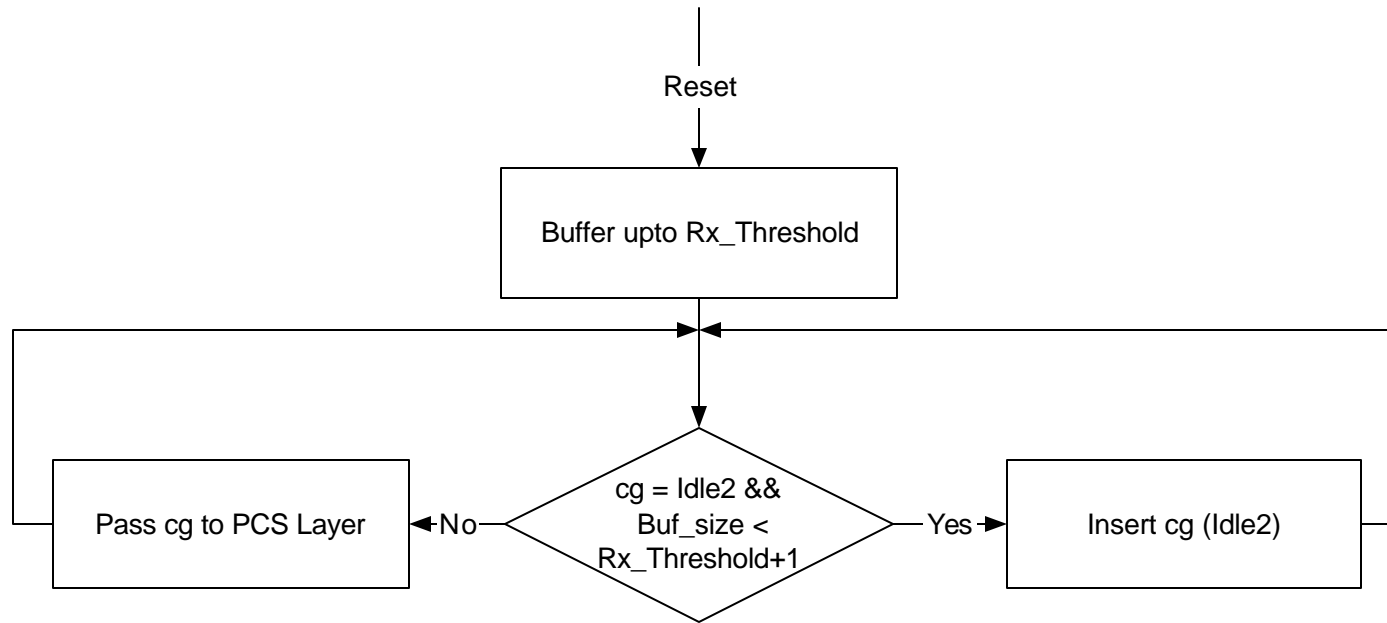 Reset
Buffer upto Rx_Threshold
Pass cg to PCS Layer
No
cg = Idle2 &&
Buf_size <
Rx_Threshold+1
Yes
Insert cg (Idle2)